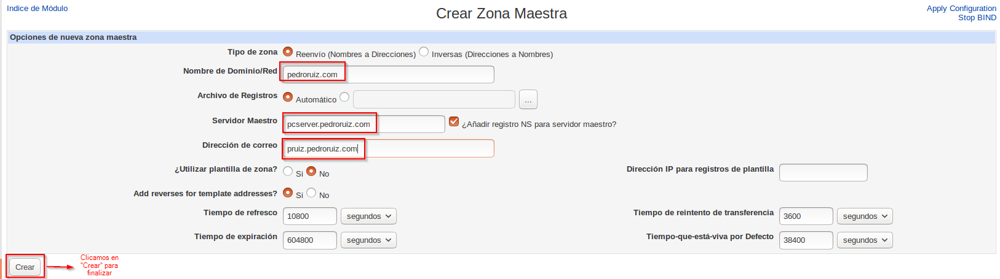 Indice de Módulo
Crear Zona Maestra
Apply Configuration
Stop BIND
Opciones de nueva zona maestra
Tipo de zona Reenvío (Nombres a Direcciones) Inversas (Direcciones a Nombres)
Nombre de Dominio/Red pedroruiz.com
Archivo de Registros Automático ...
Servidor Maestro pcserver.pedroruiz.com ¿Añadir registro NS para servidor maestro?
Dirección de correo pruiz.pedroruiz.com
¿Utilizar plantilla de zona? Si No Dirección IP para registros de plantilla
Add reverses for template addresses? Si No
Tiempo de refresco 10800 segundos Tiempo de reintento de transferencia 3600 segundos
Tiempo de expiración 604800 segundos Tiempo-que-está-viva por Defecto 38400 segundos
Crear
Clicamos en
"Crear" para
finalizar